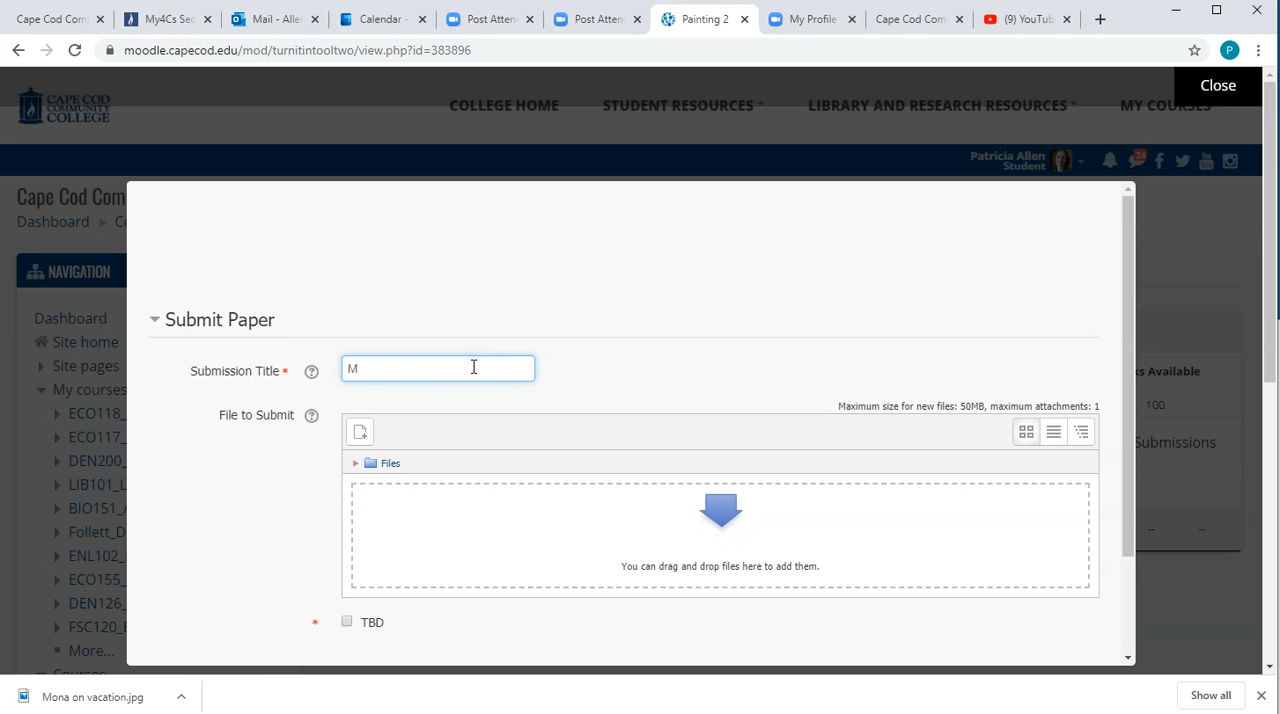 Cape Cod Com
My4Cs Sec
Mail - Alle
Calendar -
Post Atten
Post Atten
Painting 2
My Profile
Cape Cod Com
(9) YouTub
moodle.capecod.edu/mod/turnitintooltwo/view.php?id=383896
P
Close
CAPE COD
COMMUNITY
COLLEGE
COLLEGE HOME
STUDENT RESOURCES
LIBRARY AND RESEARCH RESOURCES
MY COURSES
Patricia Allen
Student
24
Cape Cod Com
Dashboard
Co
NAVIGATION
Dashboard
Site home
Site pages
My courses
ECO118_
ECO117_
DEN200_
LIB101_L
BIO151_A
Follett_D
ENL102_
ECO155_
DEN126_
FSC120_E
More...
Courses
Submit Paper
Submission Title *
M
File to Submit
Maximum size for new files: 50MB, maximum attachments: 1
Files
You can drag and drop files here to add them.
* TBD
ks Available
100
Submissions
--
--
Mona on vacation.jpg
Show all